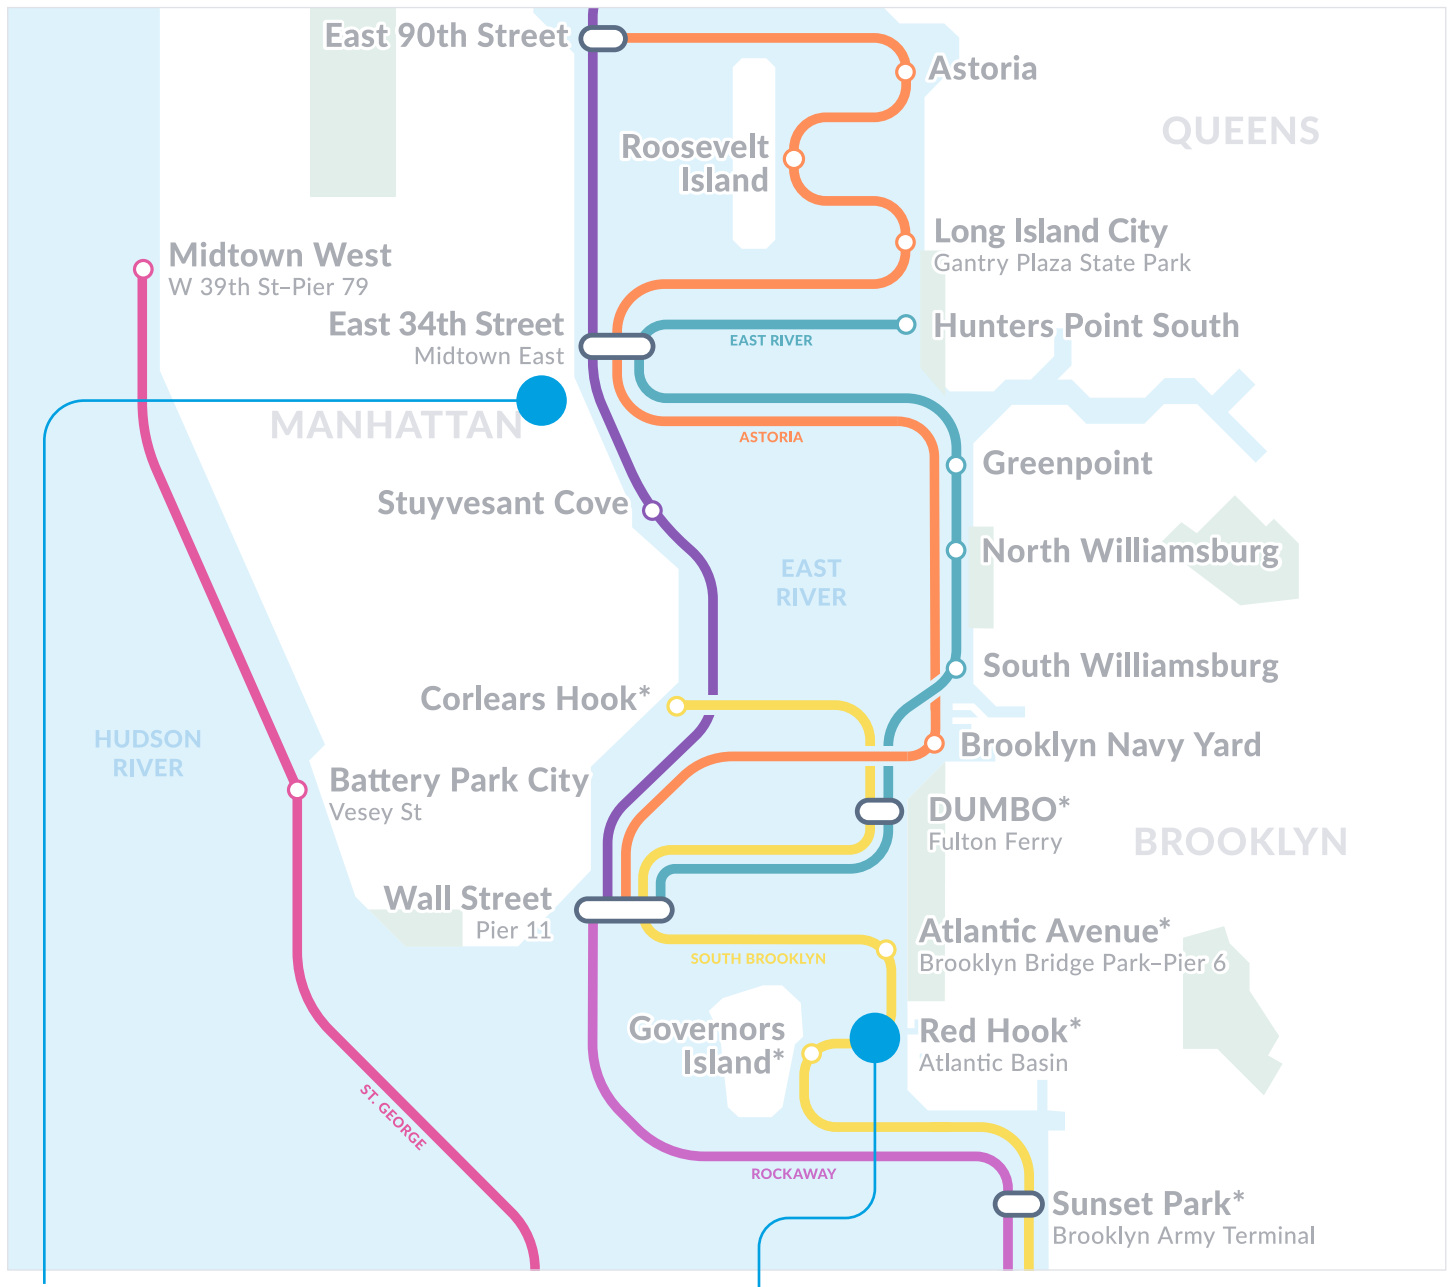 East 90th Street
Astoria
QUEENS
Roosevelt
Island
Long Island City
Gantry Plaza State Park
Midtown West
W 39th St–Pier 79
East 34th Street
Midtown East
EAST RIVER
Hunters Point South
MANHATTAN
ASTORIA
Greenpoint
Stuyvesant Cove
North Williamsburg
EAST
RIVER
South Williamsburg
Corlears Hook*
HUDSON
RIVER
Brooklyn Navy Yard
Battery Park City
Vesey St
DUMBO*
Fulton Ferry
BROOKLYN
Wall Street
Pier 11
Atlantic Avenue*
Brooklyn Bridge Park–Pier 6
SOUTH BROOKLYN
Governors
Island*
Red Hook*
Atlantic Basin
ST. GEORGE
ROCKAWAY
Sunset Park*
Brooklyn Army Terminal